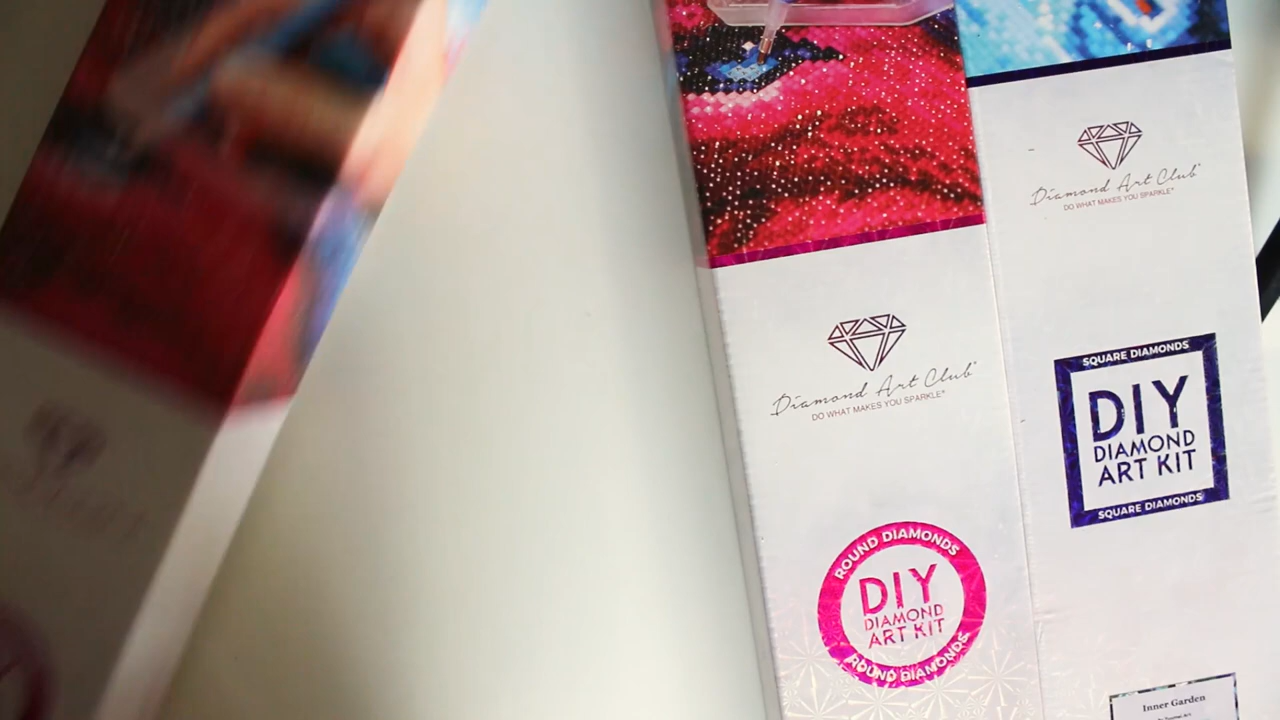 Diamond Art Club®
DO WHAT MAKES YOU SPARKLE®
ROUND DIAMONDS
DIY
DIAMOND
ART KIT
ROUND DIAMONDS
Diamond Art Club®
DO WHAT MAKES YOU SPARKLE®
SQUARE DIAMONDS
DIY
DIAMOND
ART KIT
SQUARE DIAMONDS
Inner Garden